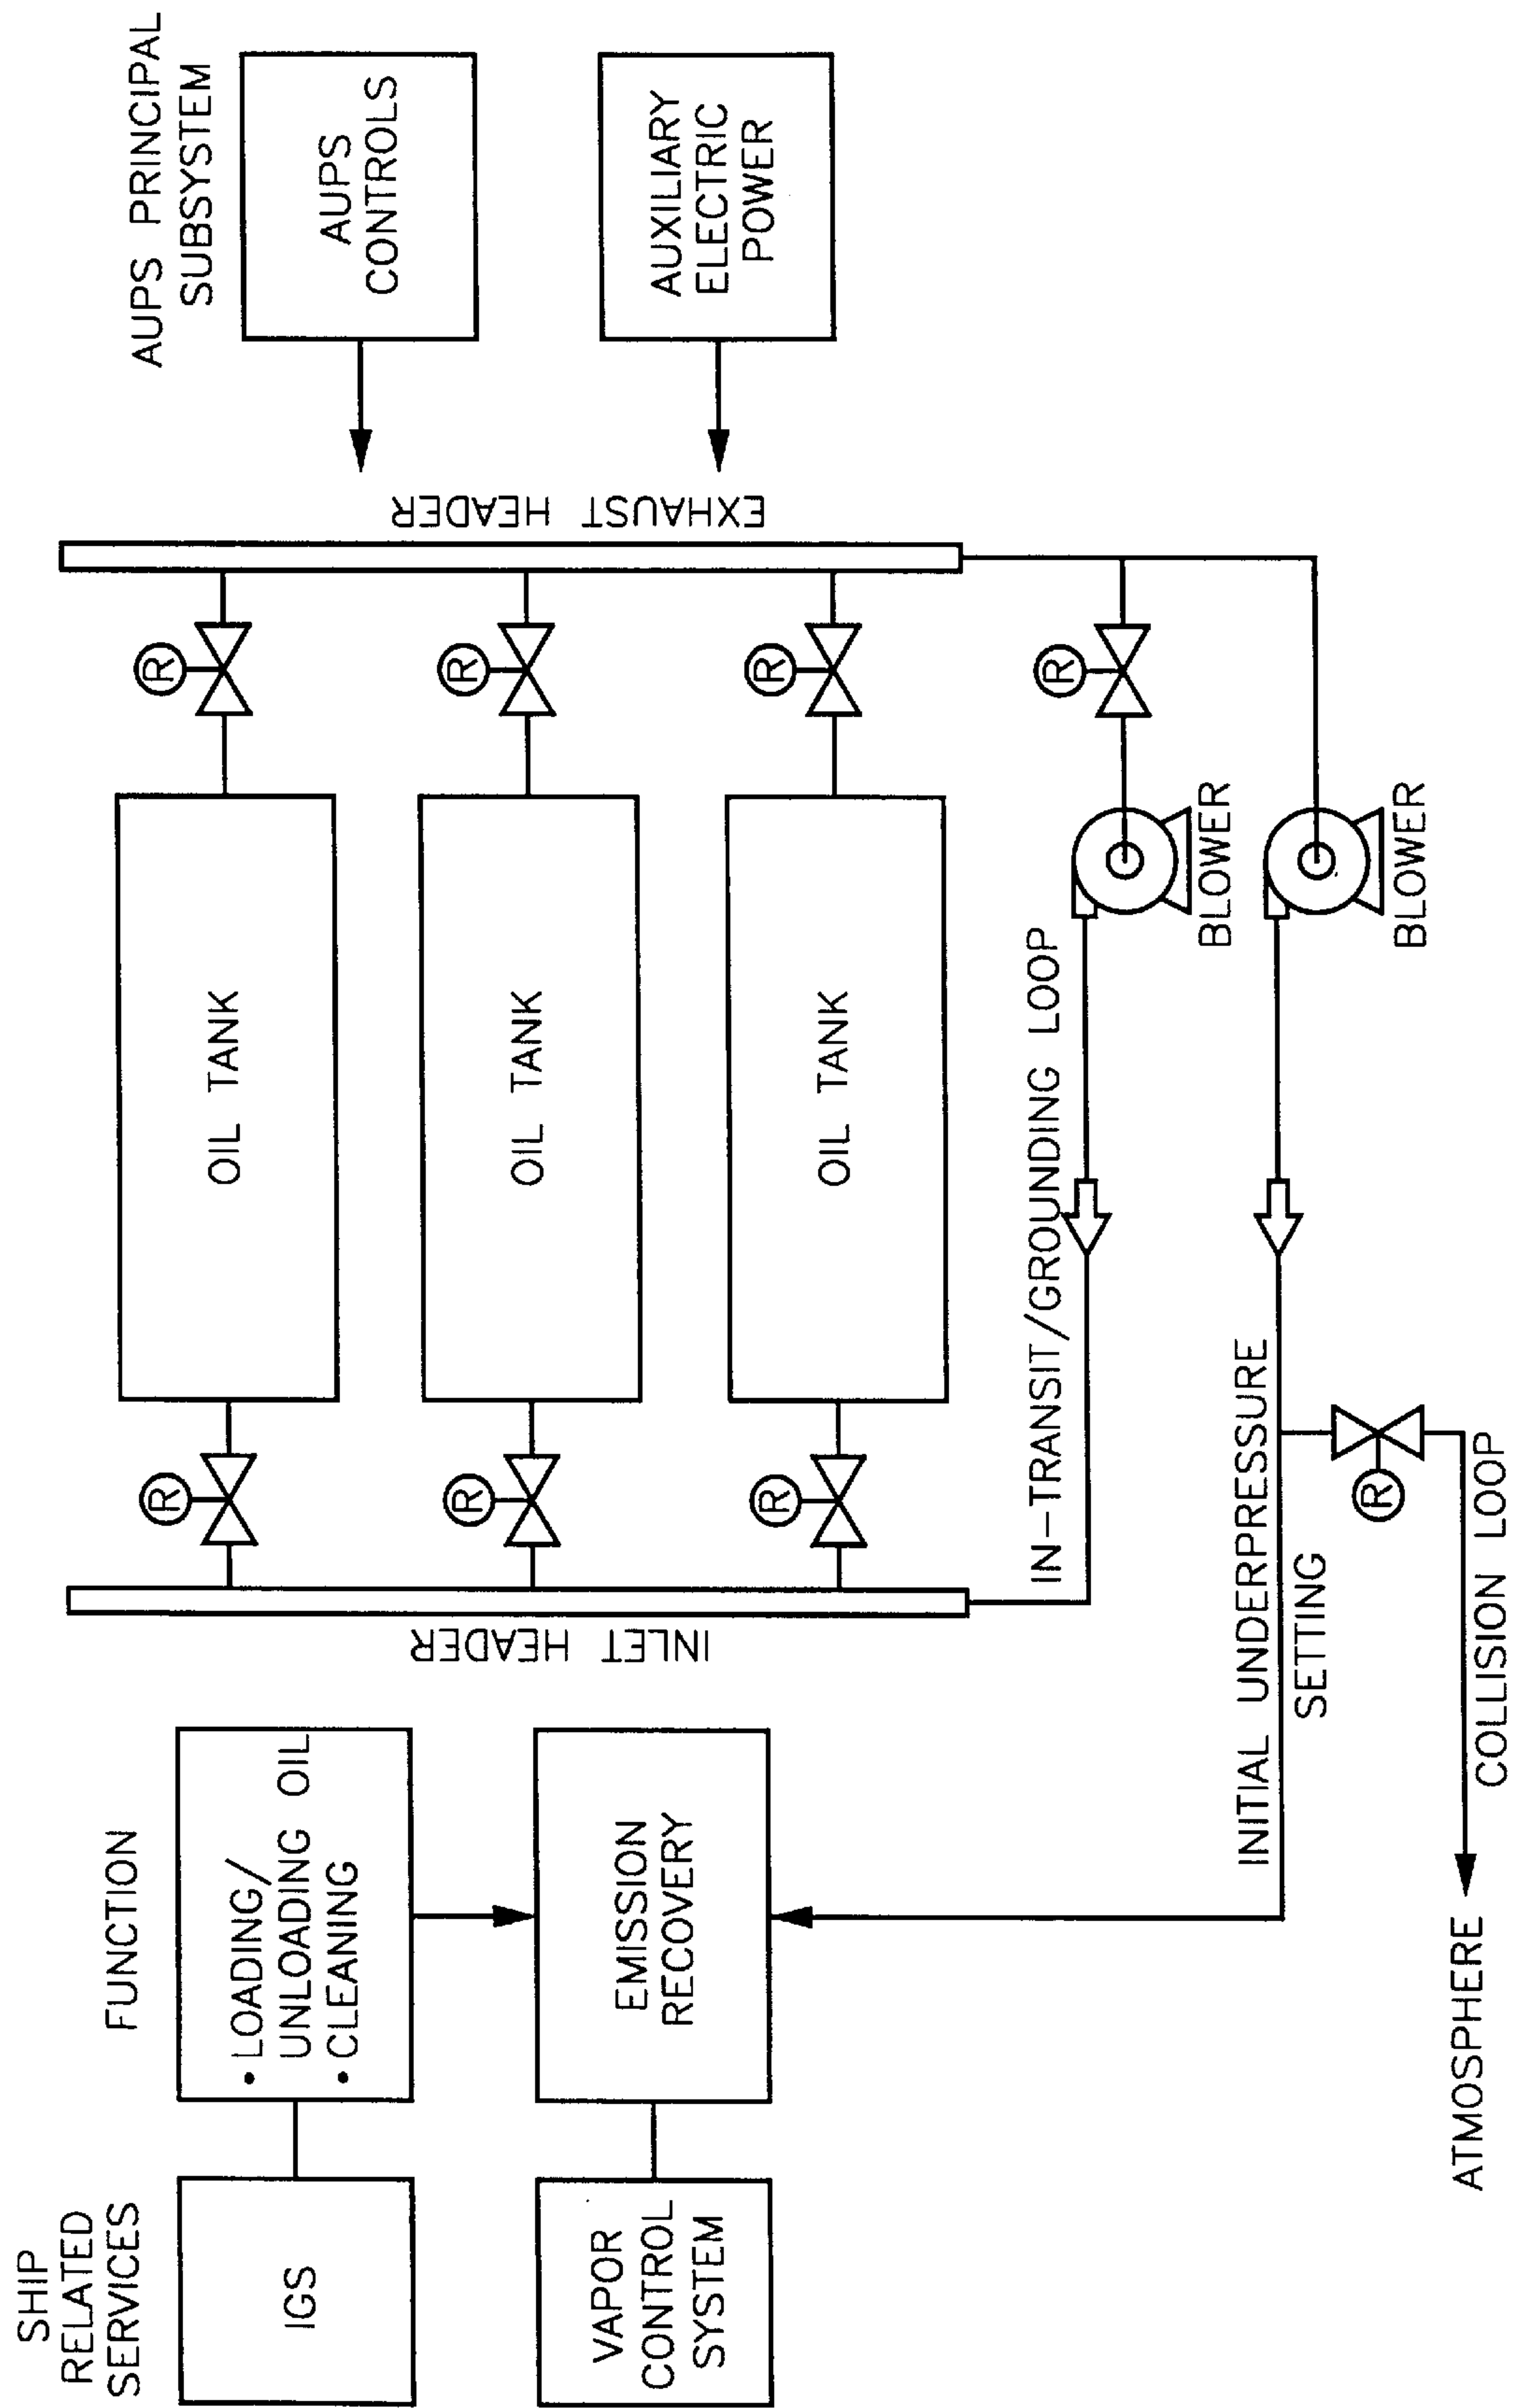 SHIP
RELATED
SERVICES
FUNCTION
AUPS PRINCIPAL
SUBSYSTEM
IGS
• LOADING/
UNLOADING OIL
• CLEANING
VAPOR
CONTROL
SYSTEM
EMISSION
RECOVERY
INLET HEADER
R
OIL TANK
R
R
OIL TANK
R
R
OIL TANK
R
EXHAUST HEADER
AUPS
CONTROLS
AUXILIARY
ELECTRIC
POWER
IN-TRANSIT/GROUNDING LOOP
R
BLOWER
INITIAL UNDERPRESSURE
SETTING
BLOWER
R
ATMOSPHERE
COLLISION LOOP